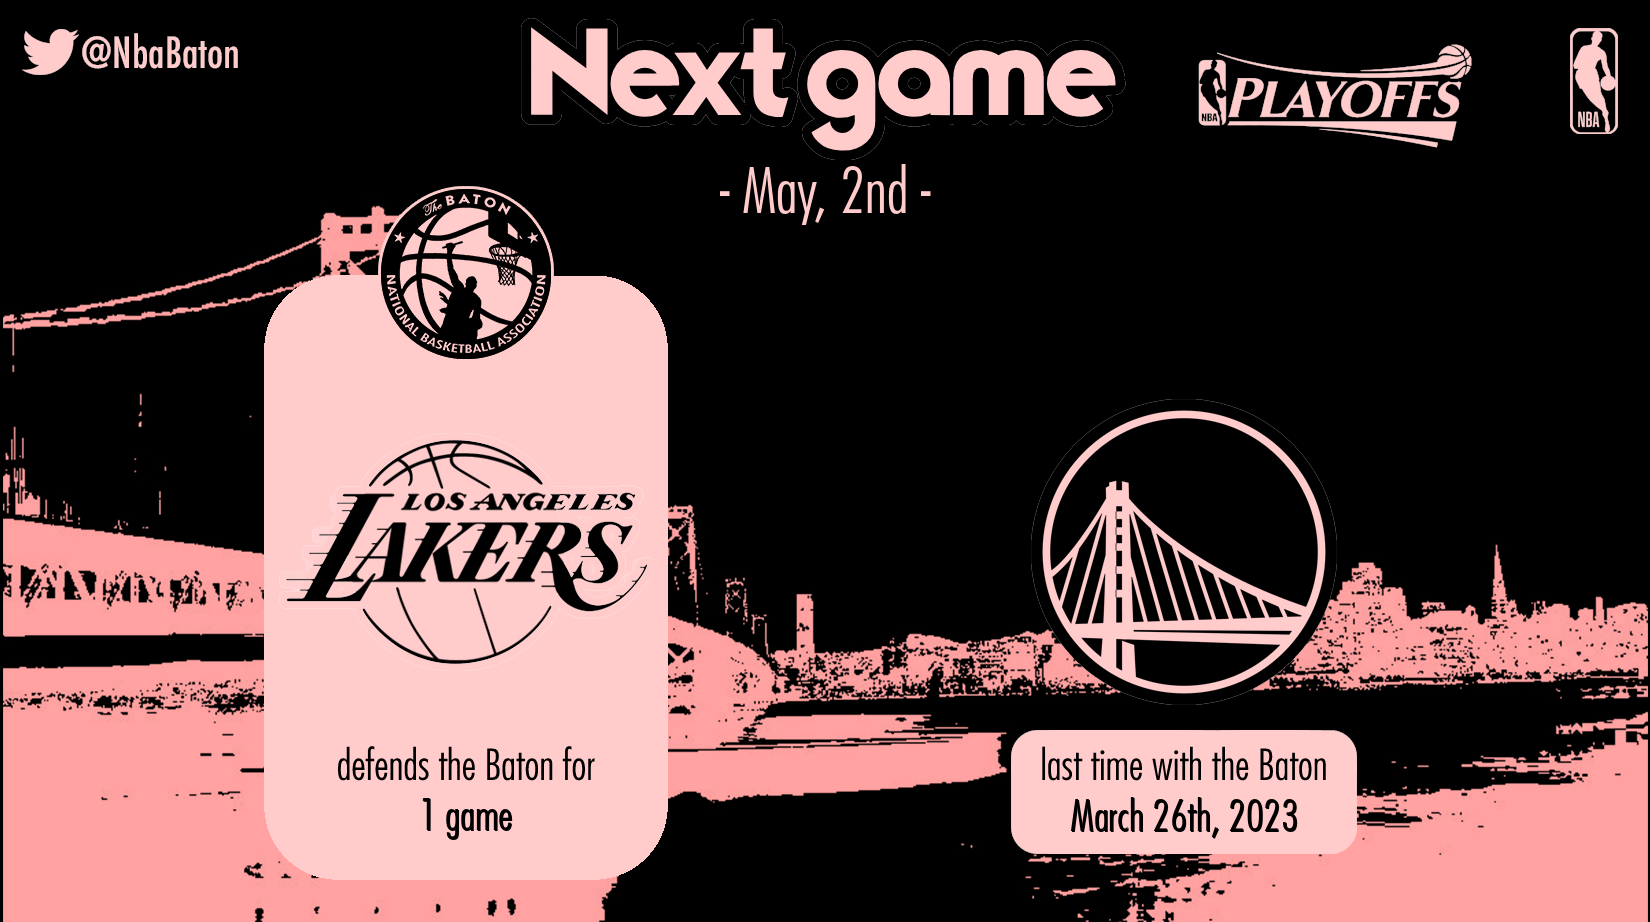 @NbaBaton
Next game
NBA
PLAYOFFS
NBA
- May, 2nd -
The BATON
NATIONAL BASKETBALL ASSOCIATION
LOS ANGELES
LAKERS
defends the Baton for
1 game
last time with the Baton
March 26th, 2023